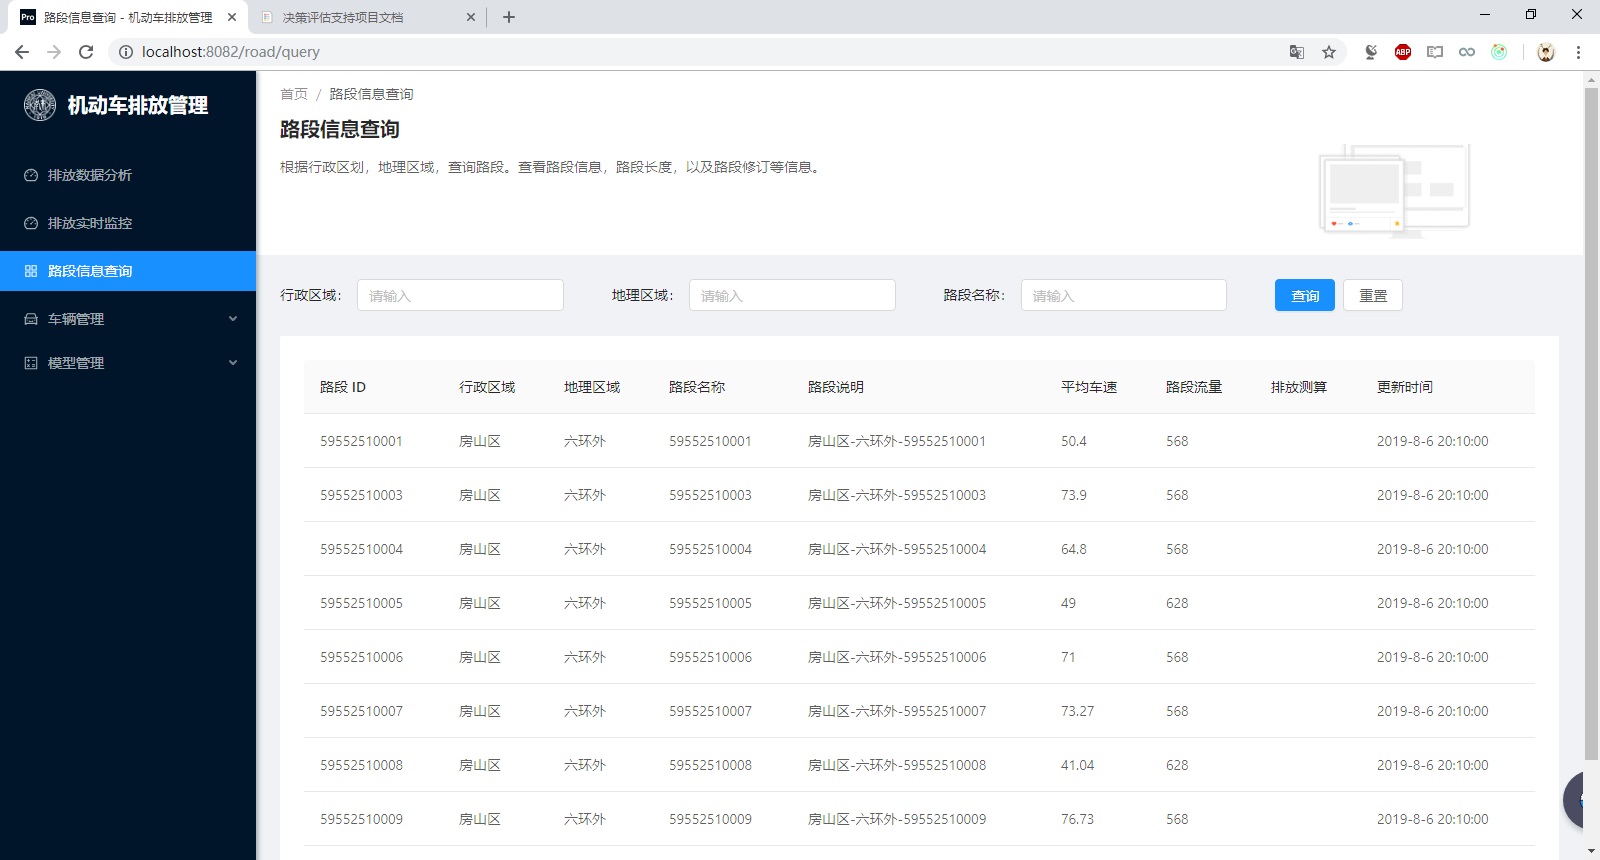 Pro 路段信息查询 - 机动车排放管理
决策评估支持项目文档
localhost:8082/road/query
ABP
机动车排放管理
排放数据分析
排放实时监控
路段信息查询
车辆管理
模型管理
首页 / 路段信息查询
路段信息查询
根据行政区划，地理区域，查询路段。查看路段信息，路段长度，以及路段修订等信息。
行政区域： 请输入 地理区域： 请输入 路段名称： 请输入 查询 重置
路段 ID 行政区域 地理区域 路段名称 路段说明 平均车速 路段流量 排放测算 更新时间
59552510001 房山区 六环外 59552510001 房山区-六环外-59552510001 50.4 568 2019-8-6 20:10:00
59552510003 房山区 六环外 59552510003 房山区-六环外-59552510003 73.9 568 2019-8-6 20:10:00
59552510004 房山区 六环外 59552510004 房山区-六环外-59552510004 64.8 568 2019-8-6 20:10:00
59552510005 房山区 六环外 59552510005 房山区-六环外-59552510005 49 628 2019-8-6 20:10:00
59552510006 房山区 六环外 59552510006 房山区-六环外-59552510006 71 568 2019-8-6 20:10:00
59552510007 房山区 六环外 59552510007 房山区-六环外-59552510007 73.27 568 2019-8-6 20:10:00
59552510008 房山区 六环外 59552510008 房山区-六环外-59552510008 41.04 628 2019-8-6 20:10:00
59552510009 房山区 六环外 59552510009 房山区-六环外-59552510009 76.73 568 2019-8-6 20:10:00